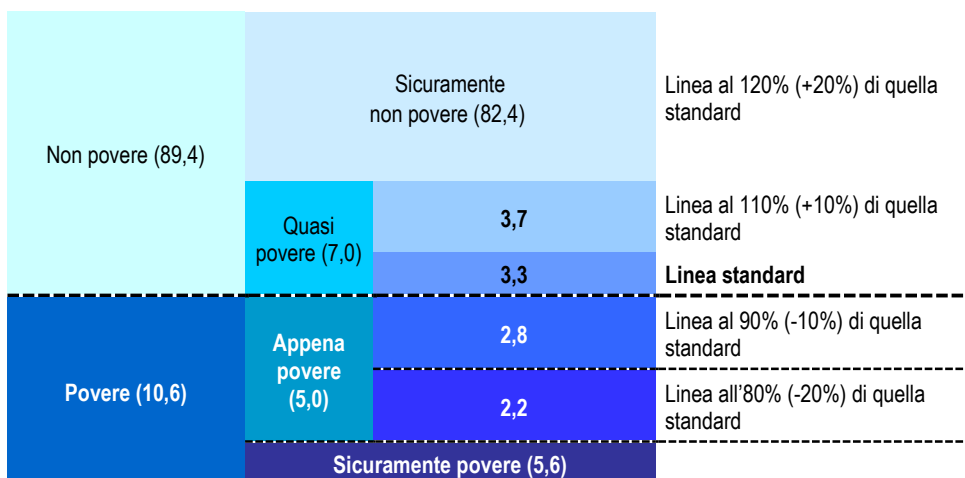 Non povere (89,4)
Sicuramente
non povere (82,4)
Linea al 120% (+20%) di quella
standard
Quasi
povere (7,0)
3,7
Linea al 110% (+10%) di quella
standard
3,3
Linea standard
Povere (10,6)
Appena
povere
(5,0)
2,8
Linea al 90% (-10%) di quella
standard
2,2
Linea all'80% (-20%) di quella
standard
Sicuramente povere (5,6)